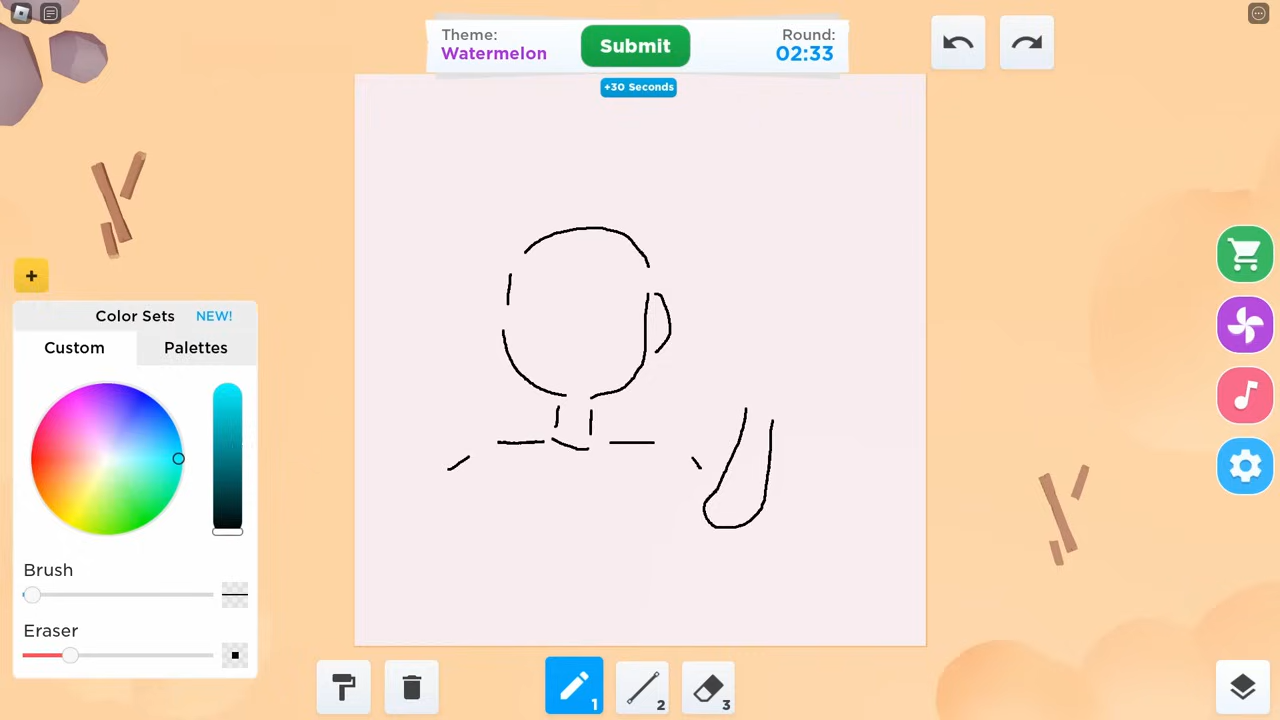 Theme:
Watermelon
Submit
Round:
02:33
+30 Seconds
+
Color Sets NEW!
Custom Palettes
Brush
Eraser
1
2
3